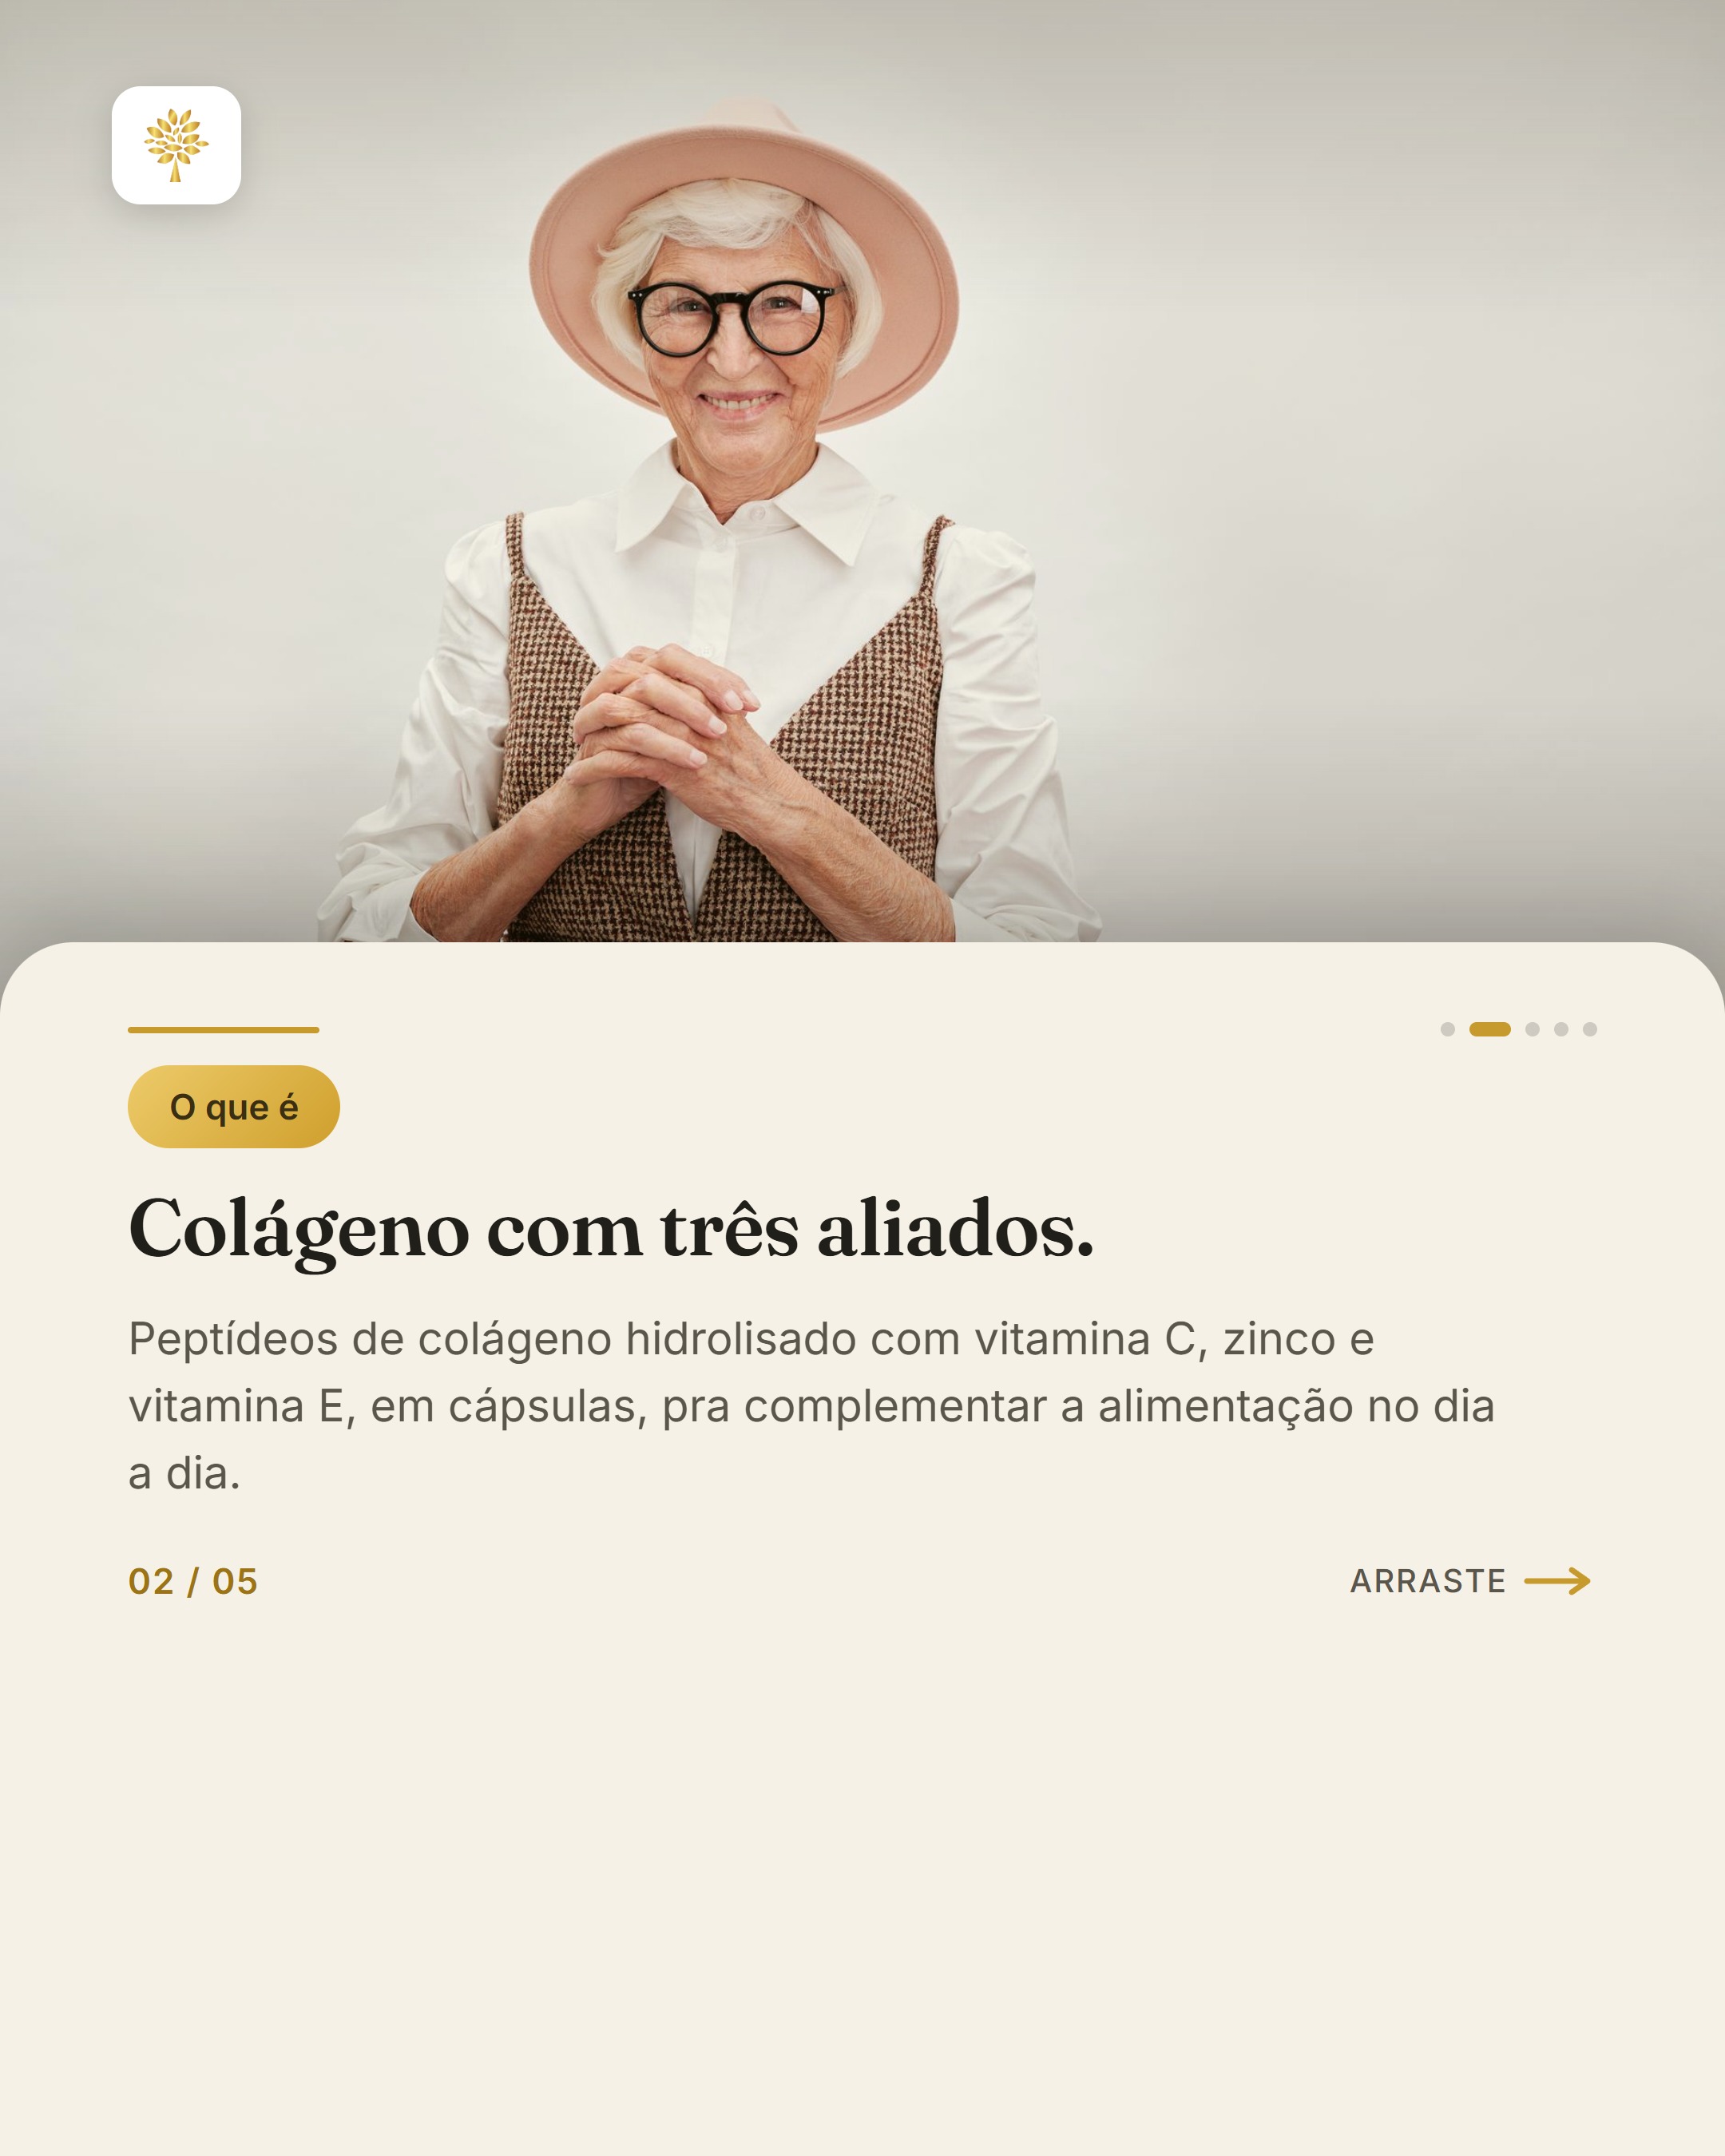 O que é
Colágeno com três aliados.
Peptídeos de colágeno hidrolisado com vitamina C, zinco e
vitamina E, em cápsulas, pra complementar a alimentação no dia
a dia.
02 / 05
ARRASTE